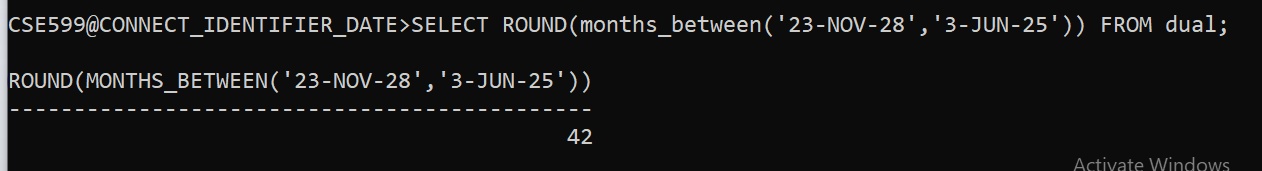 CSE599@CONNECT_IDENTIFIER_DATE>SELECT ROUND(months_between('23-NOV-28','3-JUN-25')) FROM dual;
ROUND(MONTHS_BETWEEN('23-NOV-28','3-JUN-25'))
---------------------------------------------
42
Activate Windows